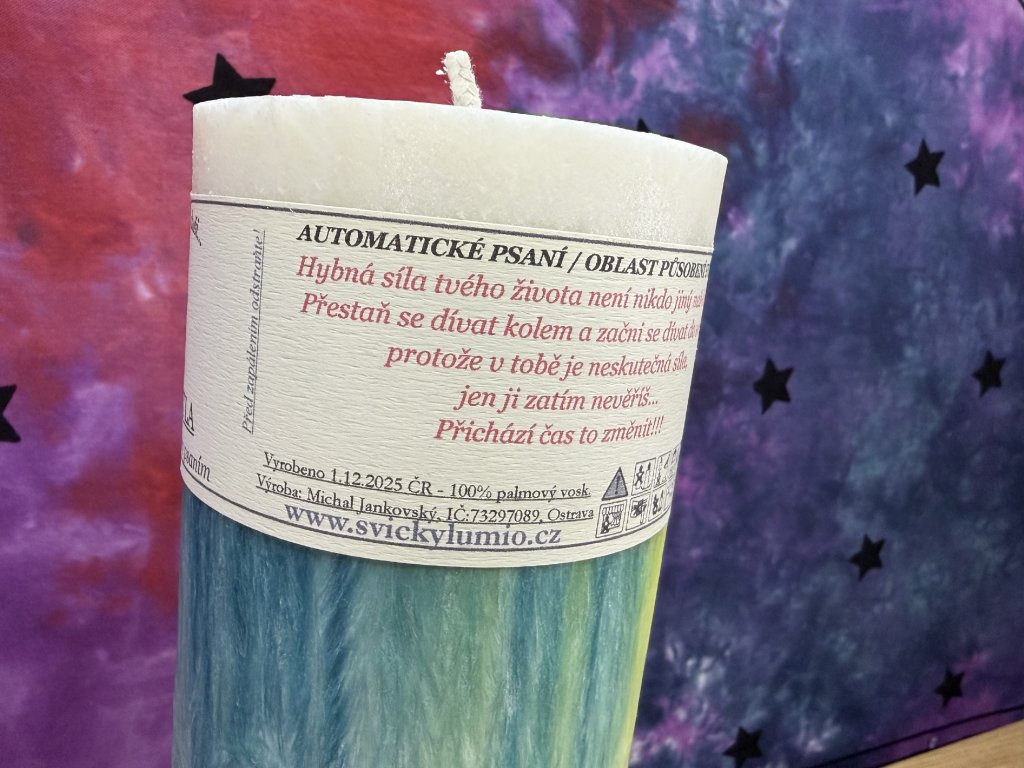 Před zapálením odstraňte!
AUTOMATICKÉ PSANÍ / OBLAST PŮSOBENÍ
Hybná síla tvého života není nikdo jiný
Přestaň se dívat kolem a začni se dívat
protože v tobě je neskutečná síla,
jen ji zatím nevěříš...
Přichází čas to změnit!!!
Vyrobeno 1.12.2025 ČR - 100% palmový vosk.
Výroba: Michal Jankovský, IČ:73297089, Ostrava
www.svickylumio.cz
psaním